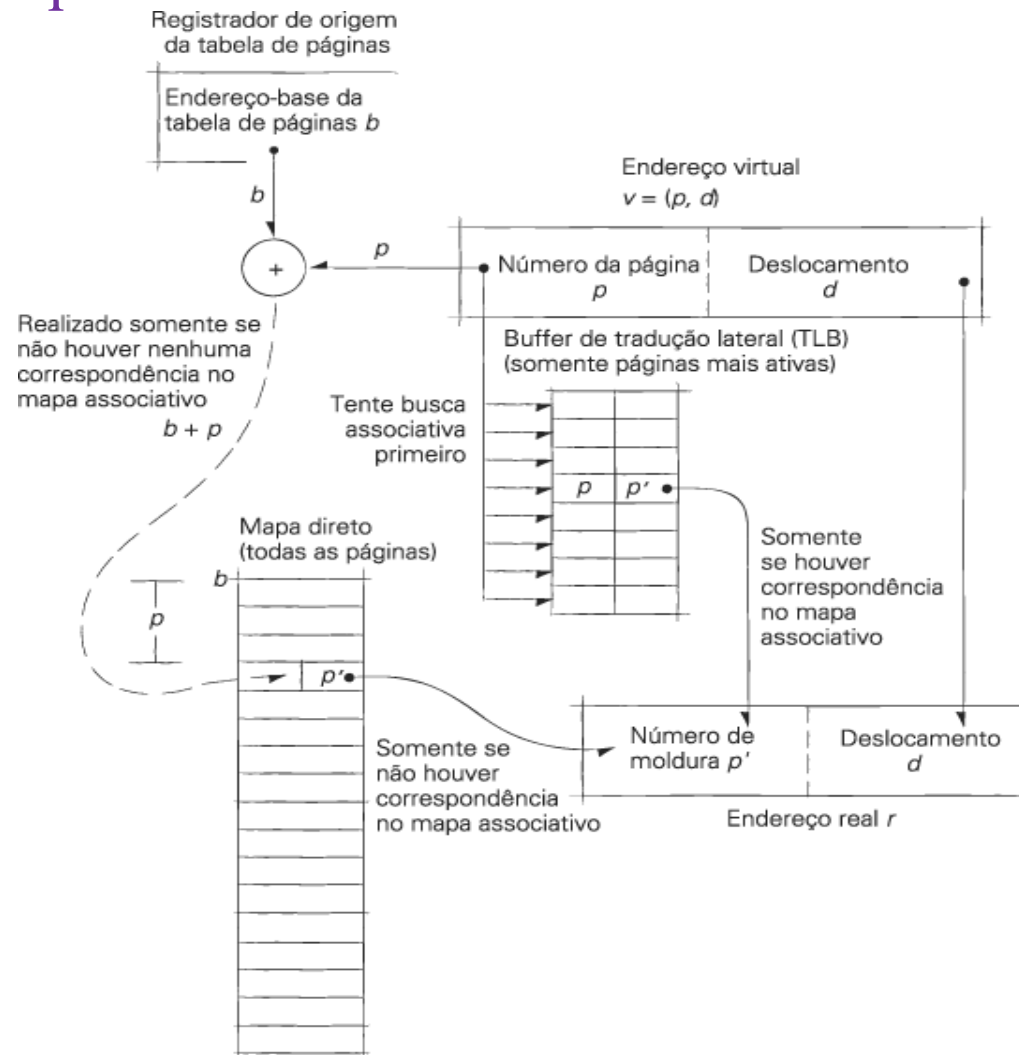 Registrador de origem
da tabela de páginas
Endereço-base da
tabela de páginas b
b
Endereço virtual
v = (p, d)
p
+
Número da página
p
Deslocamento
d
Realizado somente se
não houver nenhuma
correspondência no
mapa associativo
b + p
Buffer de tradução lateral (TLB)
(somente páginas mais ativas)
Tente busca
associativa
primeiro
p p'
Somente
se houver
correspondência
no mapa
associativo
Mapa direto
(todas as páginas)
b
p
p'
Somente se
não houver
correspondência
no mapa associativo
Número de
moldura p'
Deslocamento
d
Endereço real r